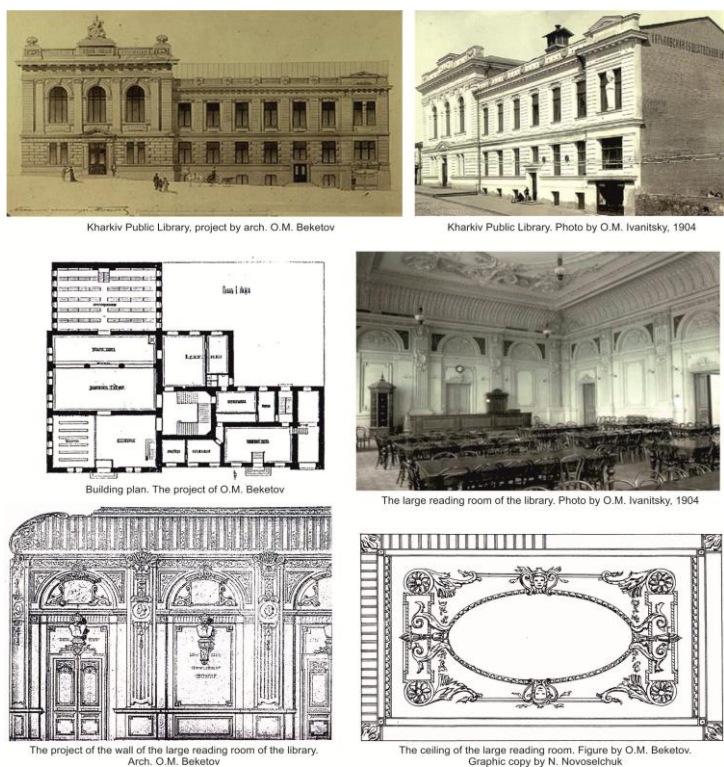 Kharkiv Public Library, project by arch. O.M. Beketov
Kharkiv Public Library. Photo by O.M. Ivanitsky, 1904
Building plan. The project of O.M. Beketov
The large reading room of the library. Photo by O.M. Ivanitsky, 1904
The project of the wall of the large reading room of the library.
Arch. O.M. Beketov
The ceiling of the large reading room. Figure by O.M. Beketov.
Graphic copy by N. Novoselchuk